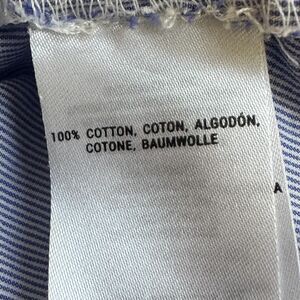 100% COTTON, COTON, ALGODÓN,
COTONE, BAUMWOLLE
A